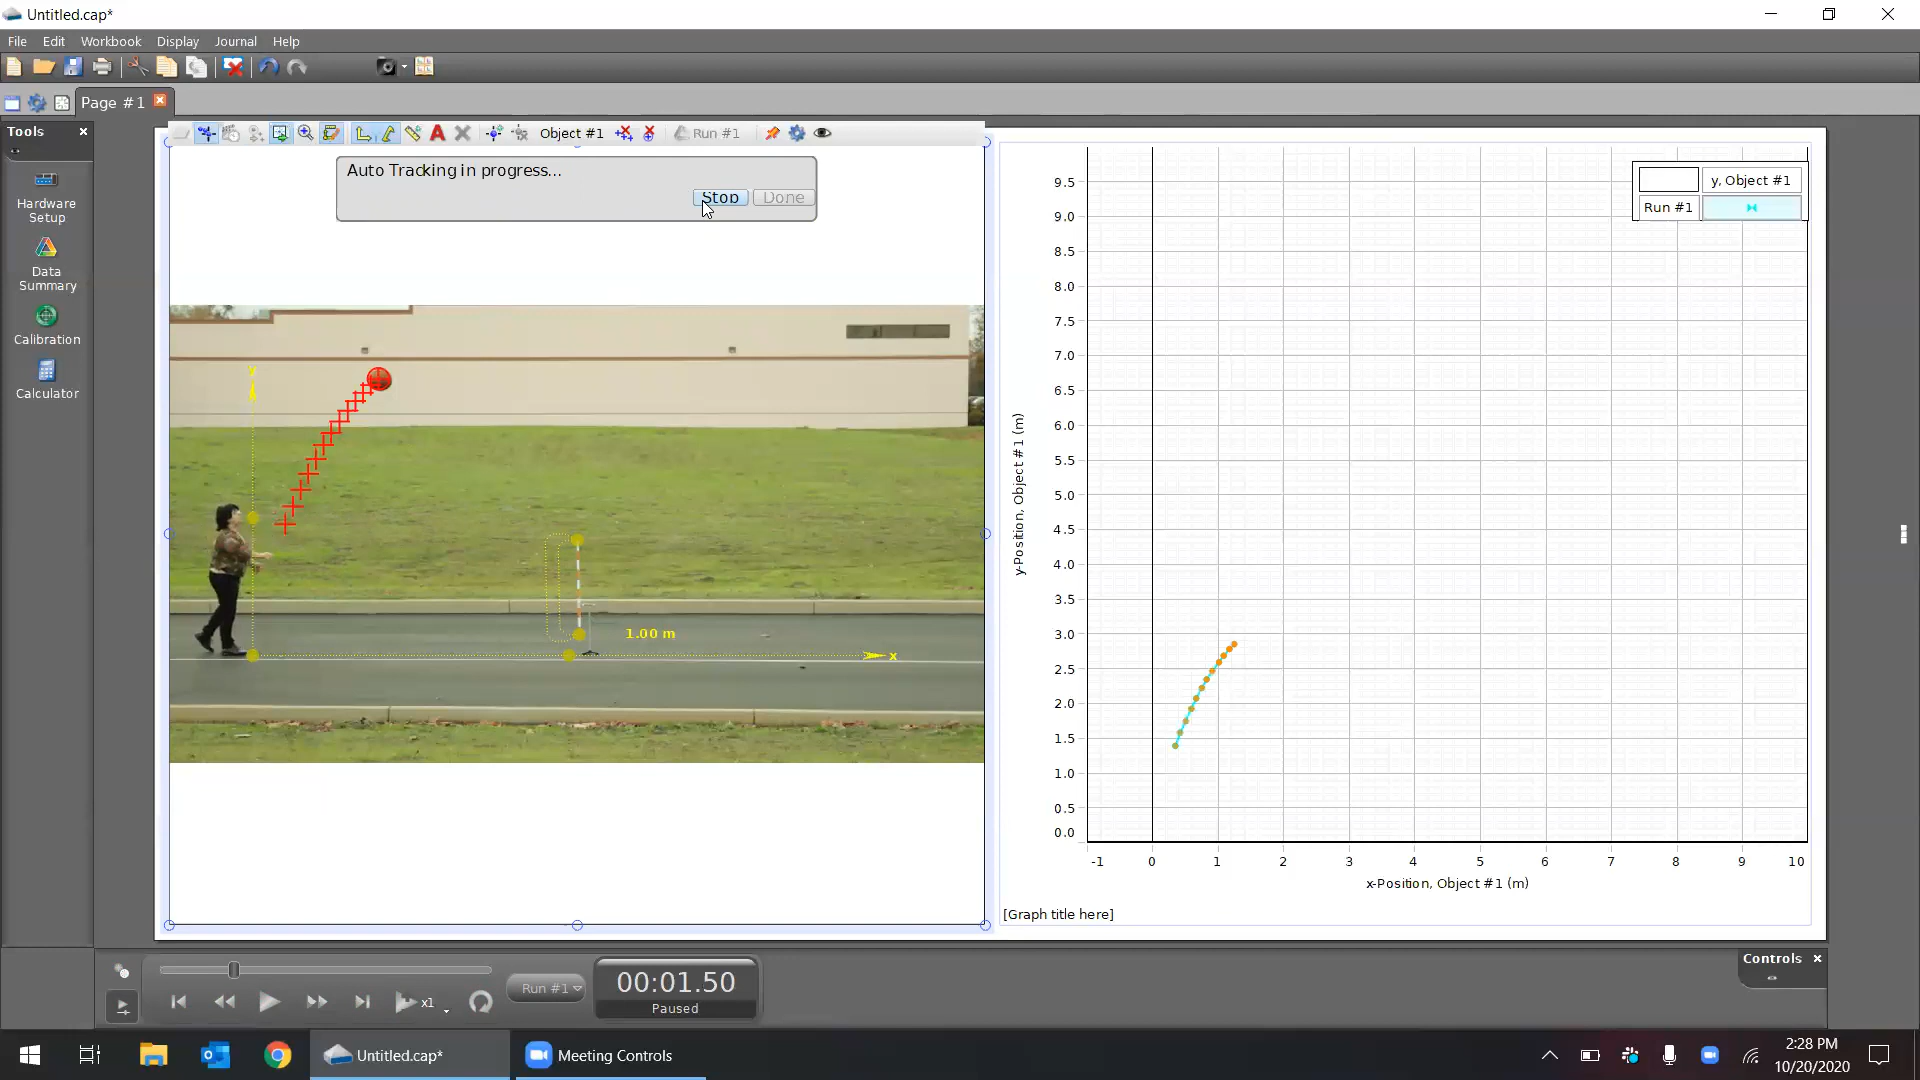 Untitled.cap*
File Edit Workbook Display Journal Help
Page #1
Tools
Object #1
Run #1
Auto Tracking in progress...
Stop Done
Hardware
Setup
Data
Summary
Calibration
Calculator
y
1.00 m
x
y, Object #1
Run #1
9.5
9.0
8.5
8.0
7.5
7.0
6.5
6.0
5.5
5.0
4.5
4.0
3.5
3.0
2.5
2.0
1.5
1.0
0.5
0.0
y-Position, Object #1 (m)
-1 0 1 2 3 4 5 6 7 8 9 10
x-Position, Object #1 (m)
[Graph title here]
x1
Run #1
00:01.50
Paused
Controls
Untitled.cap*
Meeting Controls
2:28 PM
10/20/2020